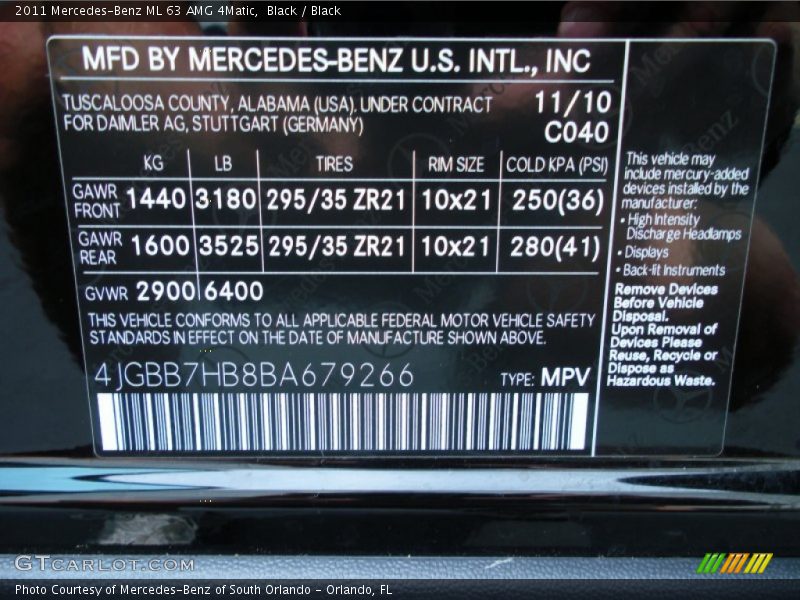 2011 Mercedes-Benz ML 63 AMG 4Matic,  Black / Black
MFD BY MERCEDES-BENZ U.S. INTL., INC
TUSCALOOSA COUNTY, ALABAMA (USA), UNDER CONTRACT
FOR DAIMLER AG, STUTTGART (GERMANY)
11/10
C040
KG LB TIRES RIM SIZE COLD KPA (PSI)
GAWR
FRONT 1440 3180 295/35 ZR21 10x21 250(36)
GAWR
REAR 1600 3525 295/35 ZR21 10x21 280(41)
GVWR 2900 6400
THIS VEHICLE CONFORMS TO ALL APPLICABLE FEDERAL MOTOR VEHICLE SAFETY
STANDARDS IN EFFECT ON THE DATE OF MANUFACTURE SHOWN ABOVE.
4JGBB7HB8BA679266
TYPE: MPV
This vehicle may
include mercury-added
devices installed by the
manufacturer:
• High Intensity
Discharge Headlamps
• Displays
• Back-lit Instruments
Remove Devices
Before Vehicle
Disposal.
Upon Removal of
Devices Please
Reuse, Recycle or
Dispose as
Hazardous Waste.
GTCARLOT.COM
Photo Courtesy of Mercedes-Benz of South Orlando - Orlando, FL